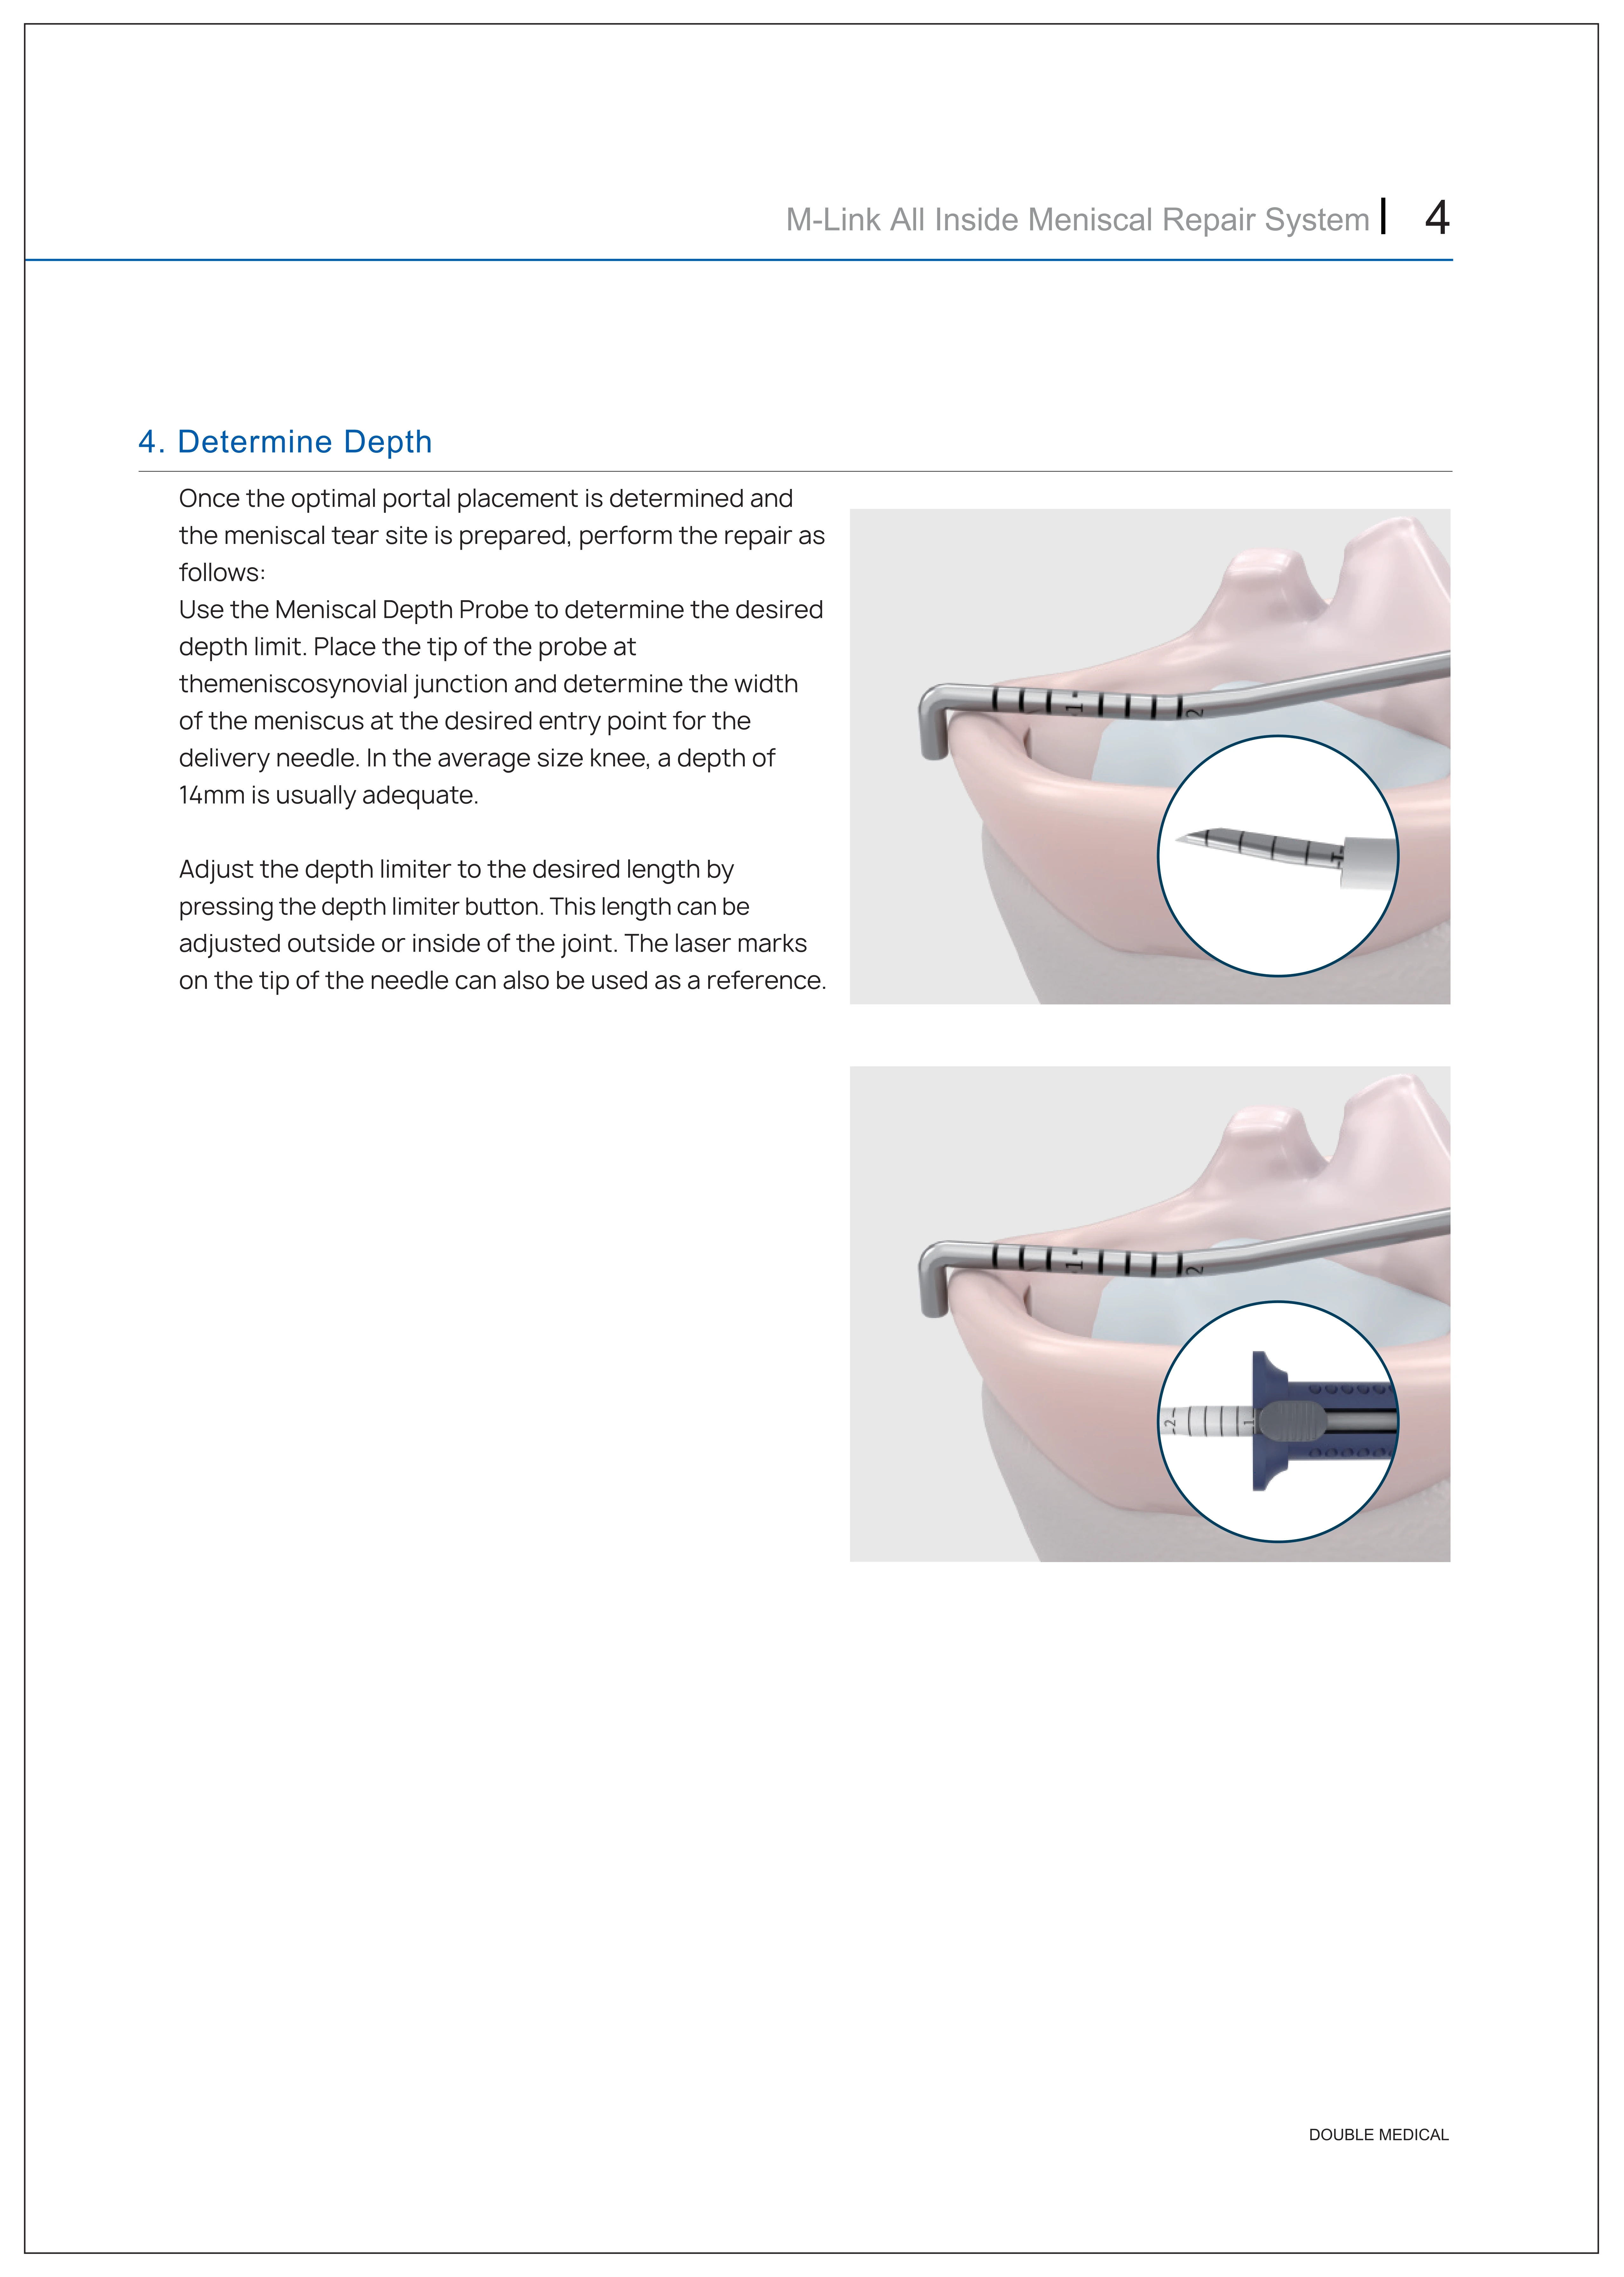 M-Link All Inside Meniscal Repair System | 4
4. Determine Depth
Once the optimal portal placement is determined and
the meniscal tear site is prepared, perform the repair as
follows:
Use the Meniscal Depth Probe to determine the desired
depth limit. Place the tip of the probe at
themeniscosynovial junction and determine the width
of the meniscus at the desired entry point for the
delivery needle. In the average size knee, a depth of
14mm is usually adequate.
Adjust the depth limiter to the desired length by
pressing the depth limiter button. This length can be
adjusted outside or inside of the joint. The laser marks
on the tip of the needle can also be used as a reference.
1 2
1
1 2
2 1
DOUBLE MEDICAL